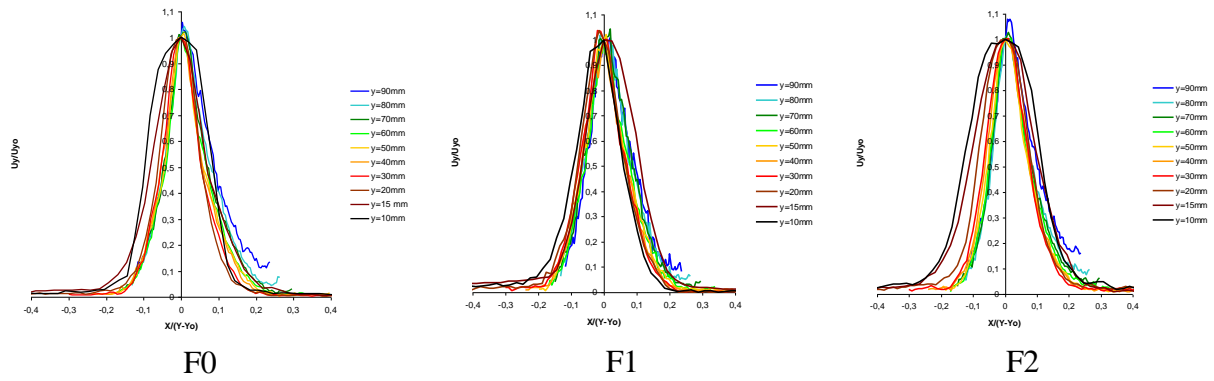 1,1
1
0,9
0,8
0,7
0,6
0,5
0,4
0,3
0,2
0,1
0
-0,4 -0,3 -0,2 -0,1 0 0,1 0,2 0,3 0,4
X/(Y-Yo)
Uy/Uyo
y=90mm
y=80mm
y=70mm
y=60mm
y=50mm
y=40mm
y=30mm
y=20mm
y=15 mm
y=10mm
F0
1,1
1
0,9
0,8
0,7
0,6
0,5
0,4
0,3
0,2
0,1
0
-0,4 -0,3 -0,2 -0,1 0 0,1 0,2 0,3 0,4
X/(Y-Yo)
Uy/Uyo
y=90mm
y=80mm
y=70mm
y=60mm
y=50mm
y=40mm
y=30mm
y=20mm
y=15mm
y=10mm
F1
1,1
1
0,9
0,8
0,7
0,6
0,5
0,4
0,3
0,2
0,1
0
-0,4 -0,3 -0,2 -0,1 0 0,1 0,2 0,3 0,4
X/(Y-Yo)
Uy/Uyo
y=90mm
y=80mm
y=70mm
y=60mm
y=50mm
y=40mm
y=30mm
y=20mm
y=15mm
y=10mm
F2